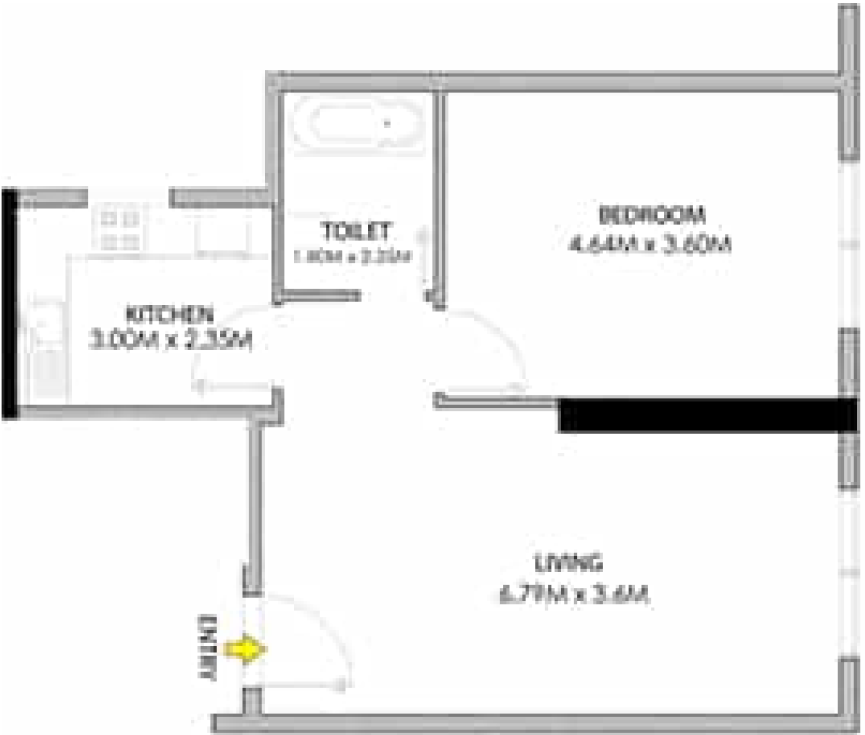 BEDROOM
4.64M x 3.60M
TOILET
1.80M x 2.35M
KITCHEN
3.00M x 2.35M
LIVING
6.79M x 3.6M
ENTRY